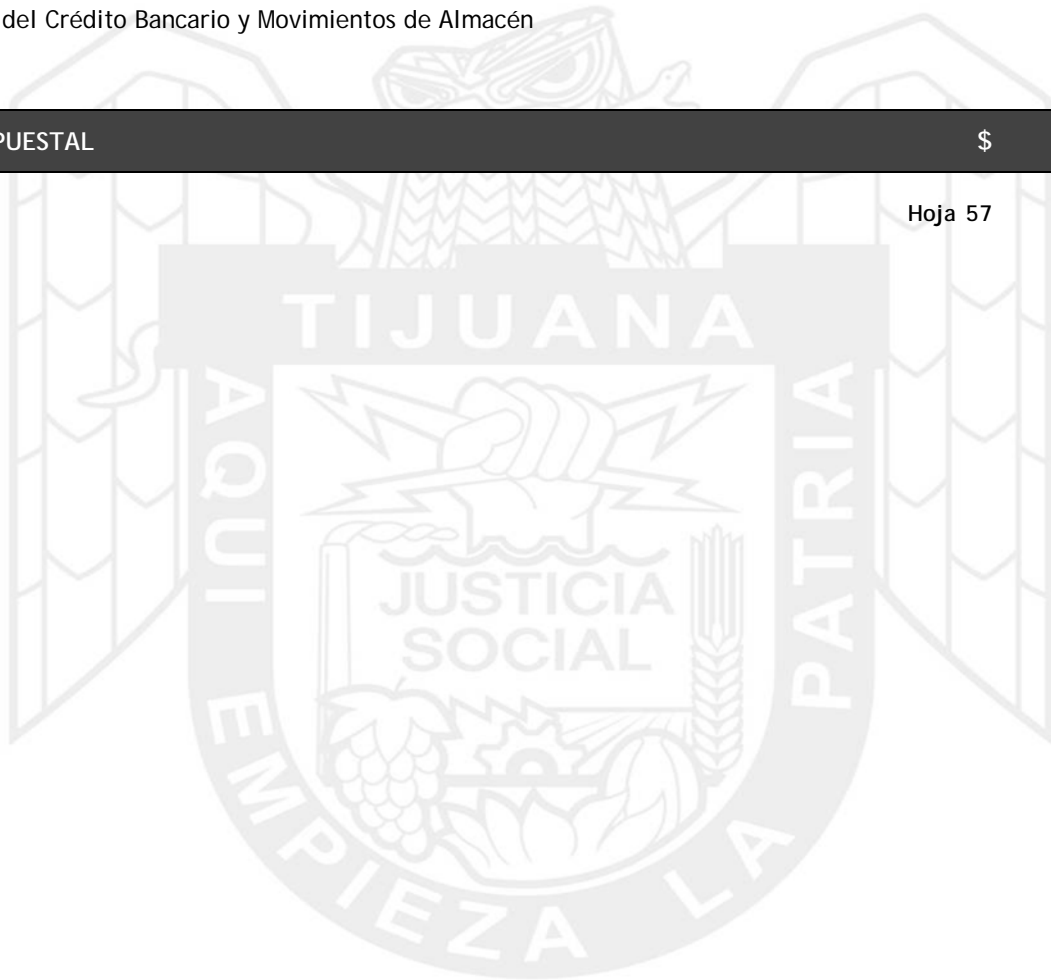 del Crédito Bancario y Movimientos de Almacén
PUESTAL $
Hoja 57
TIJUANA
AQUI EMPIEZA LA PATRIA
JUSTICIA
SOCIAL